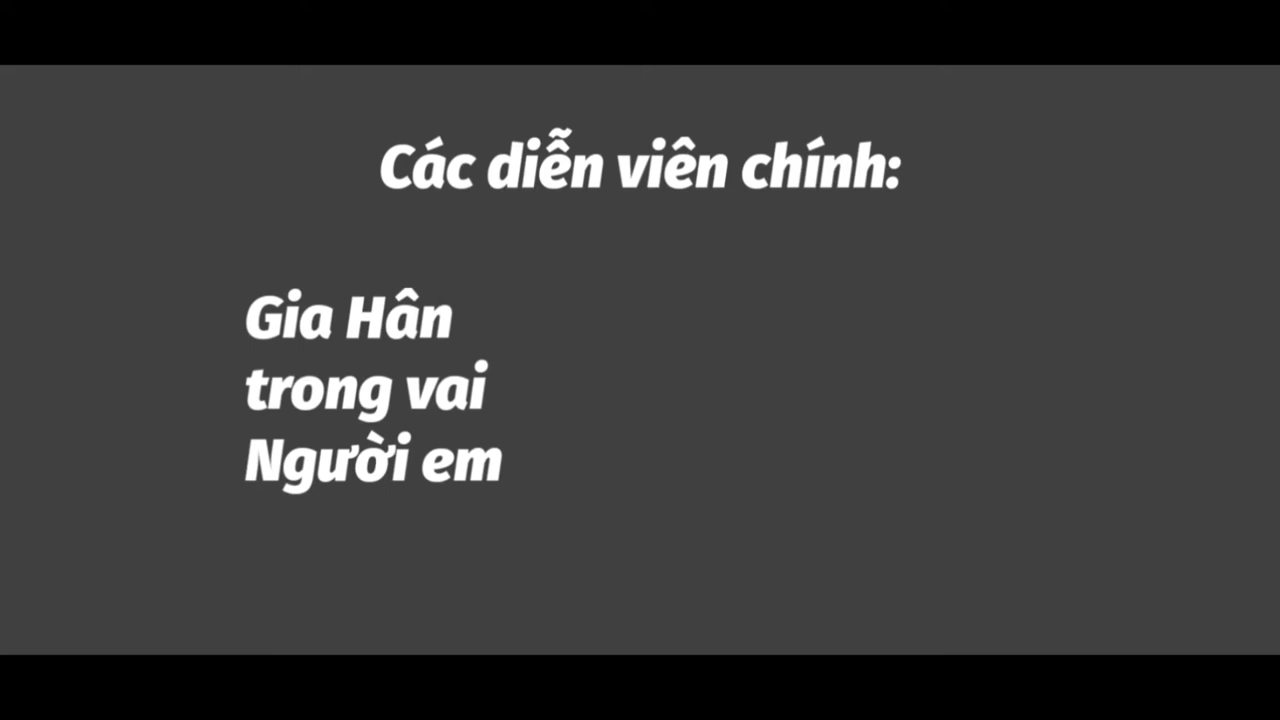 Các diễn viên chính:
Gia Hân
trong vai
Người em